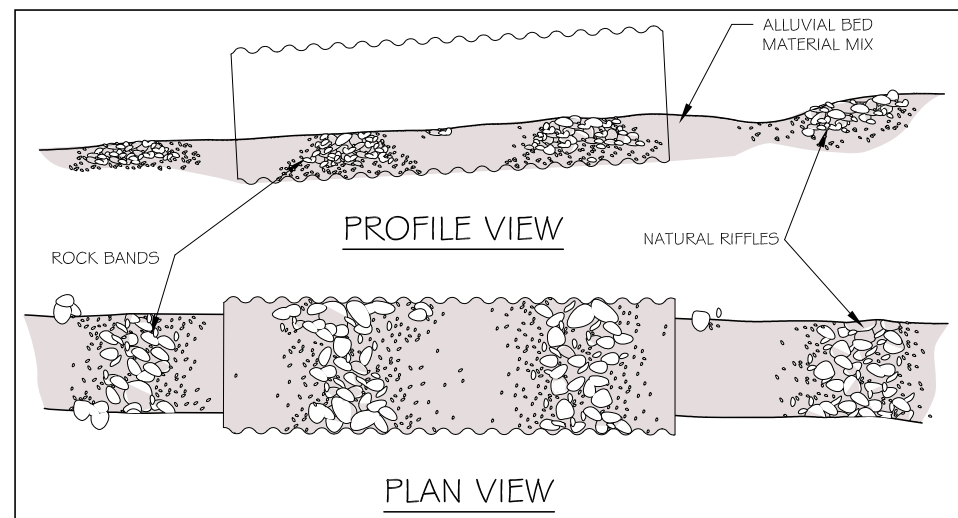 ALLUVIAL BED
MATERIAL MIX
PROFILE VIEW
NATURAL RIFFLES
ROCK BANDS
PLAN VIEW